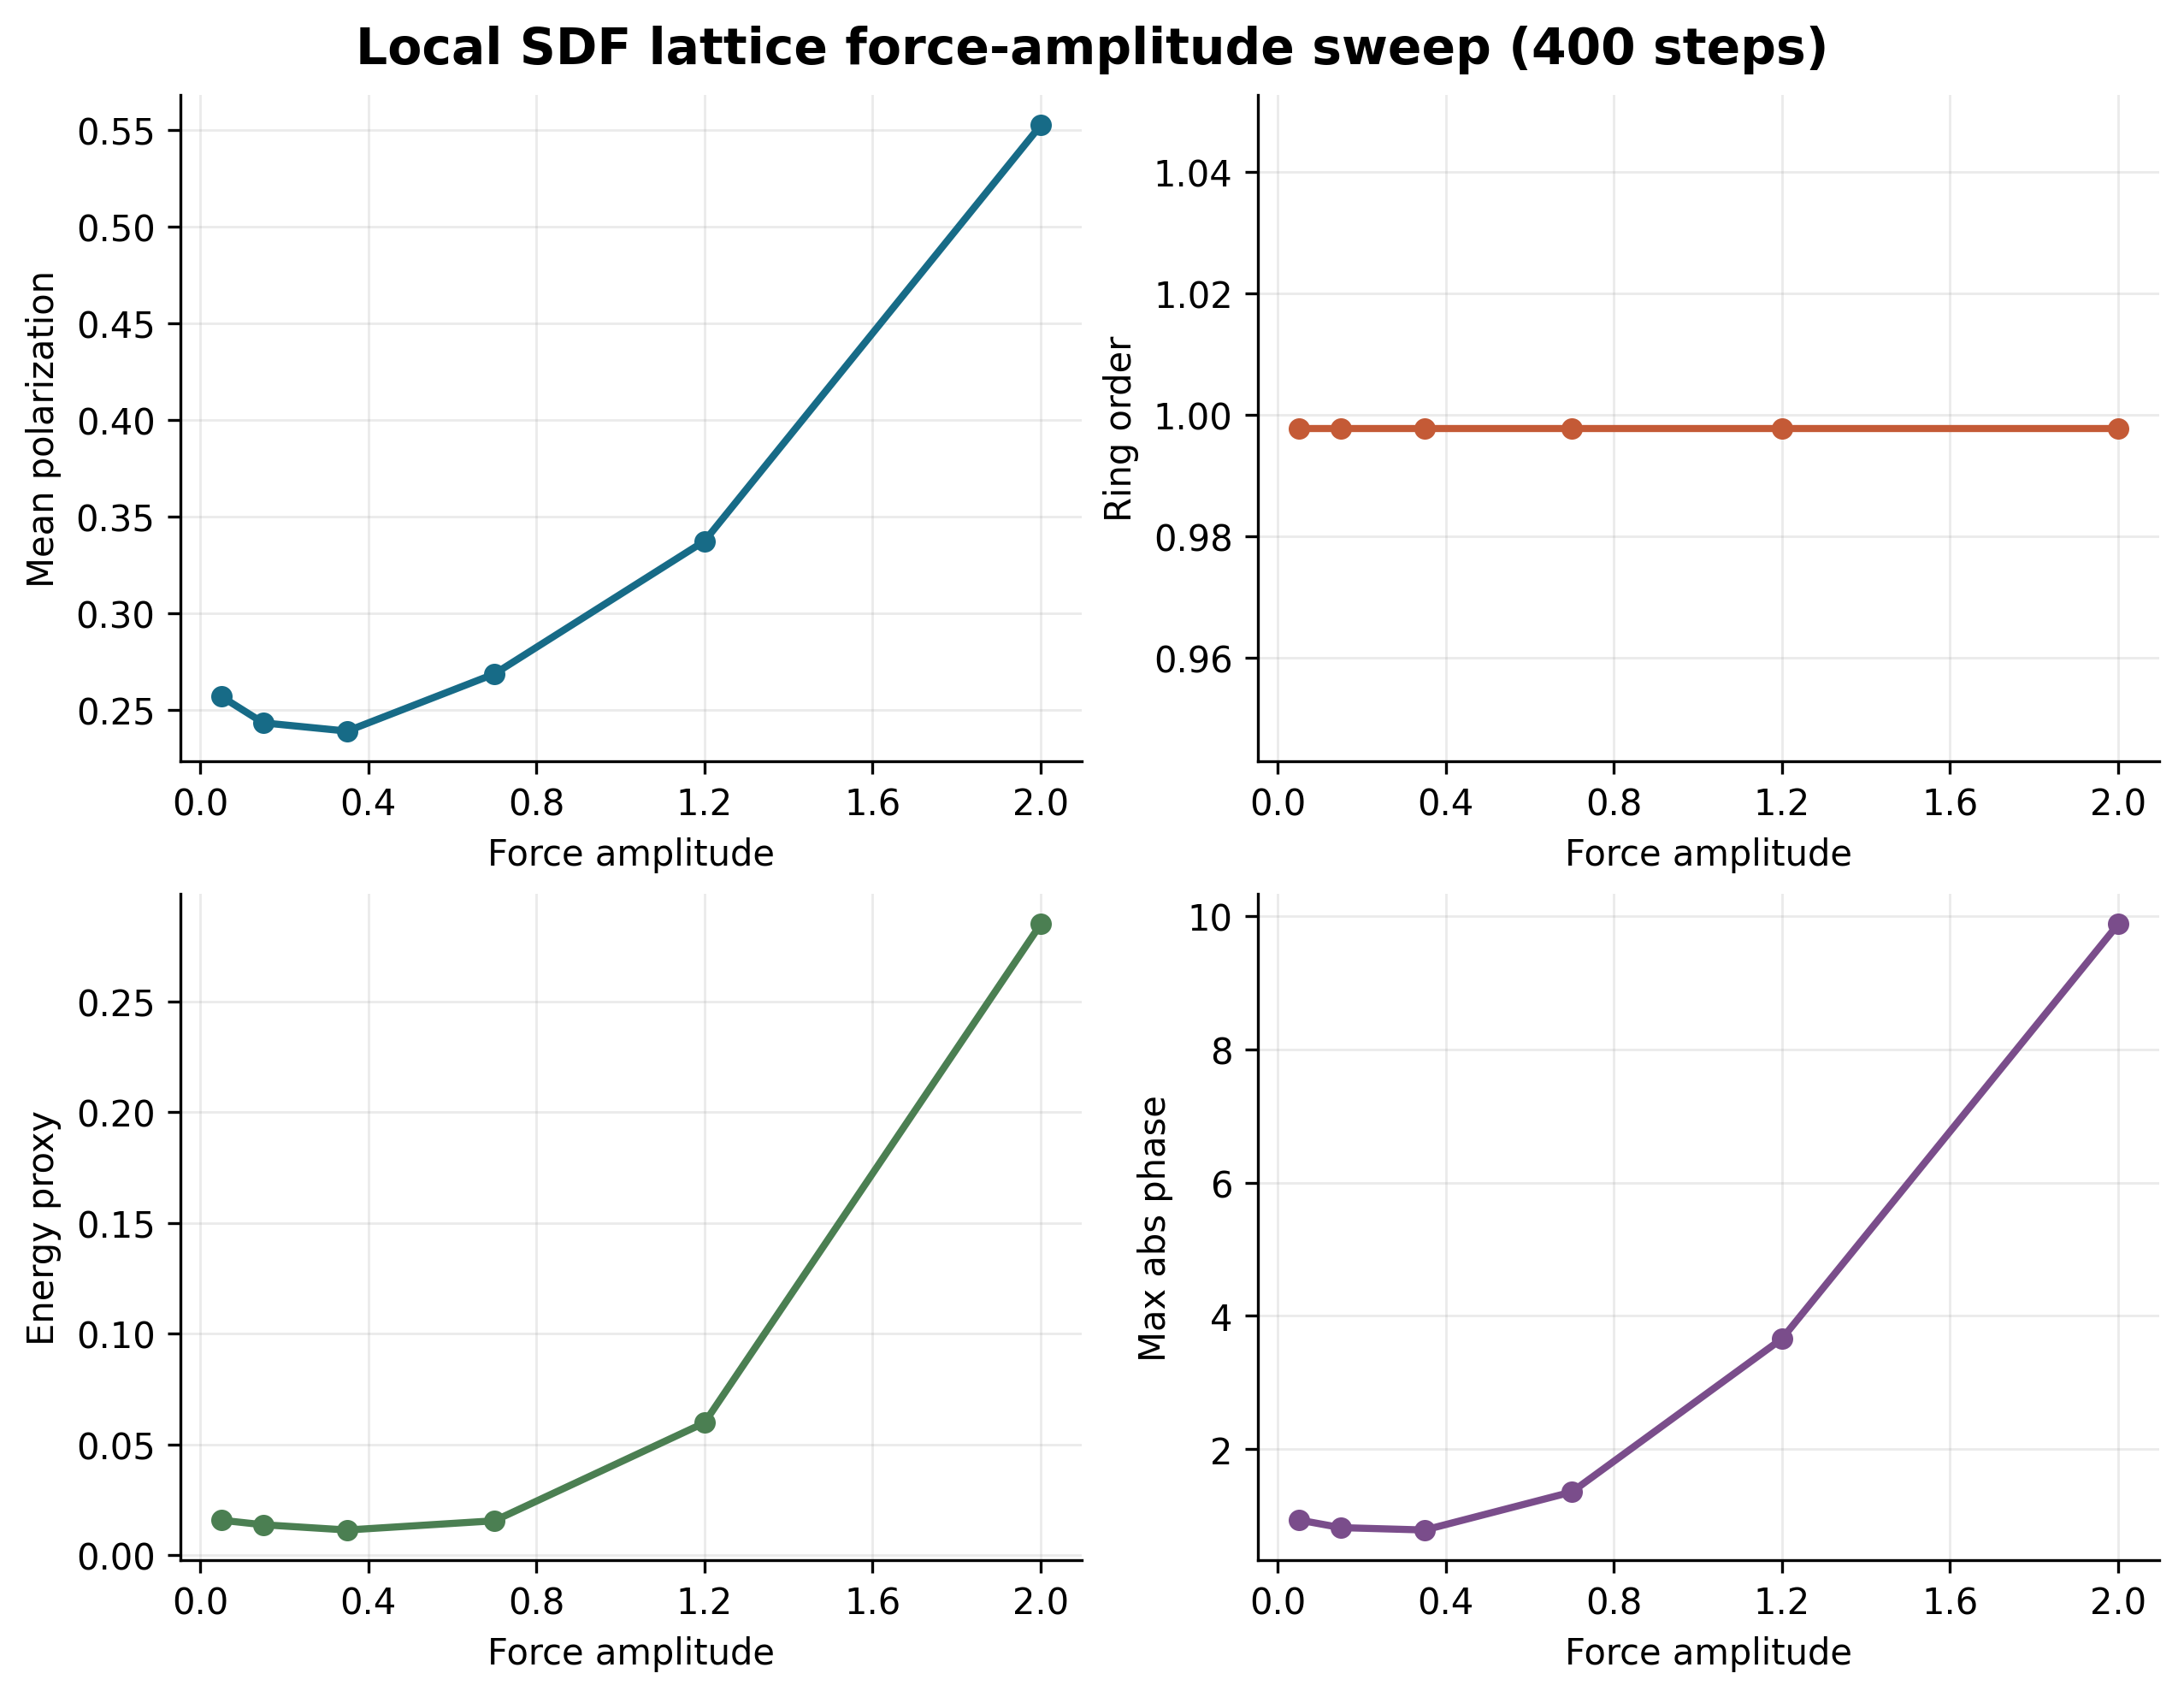 Local SDF lattice force-amplitude sweep (400 steps)
Mean polarization
0.55
0.50
0.45
0.40
0.35
0.30
0.25
0.0 0.4 0.8 1.2 1.6 2.0
Force amplitude
Ring order
1.04
1.02
1.00
0.98
0.96
0.0 0.4 0.8 1.2 1.6 2.0
Force amplitude
Energy proxy
0.25
0.20
0.15
0.10
0.05
0.00
0.0 0.4 0.8 1.2 1.6 2.0
Force amplitude
Max abs phase
10
8
6
4
2
0.0 0.4 0.8 1.2 1.6 2.0
Force amplitude